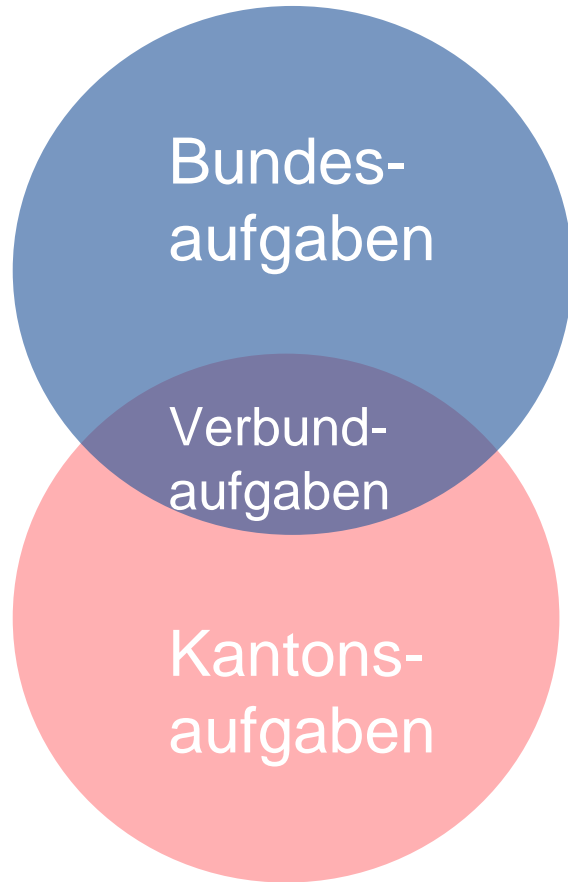 Bundes-
aufgaben
Verbund-
aufgaben
Kantons-
aufgaben